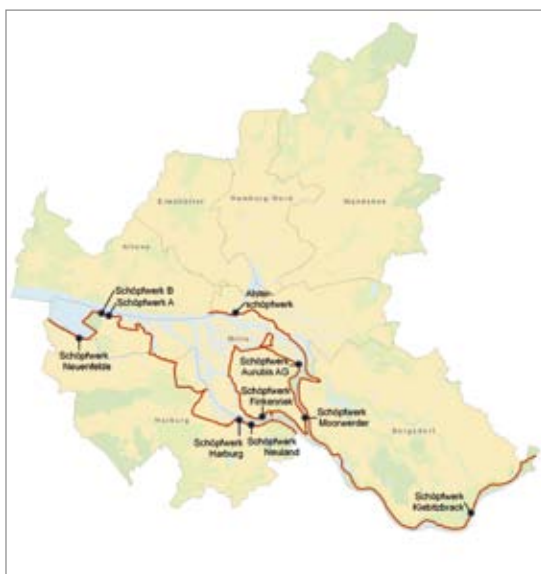 Eimsbüttel
Hamburg-Nord
Wandsbek
Altona
Schöpfwerk B
Schöpfwerk A
Alster-
schöpfwerk
Schöpfwerk
Neuenfelde
Mitte
Schöpfwerk
Aurubis AG
Schöpfwerk
Finkenriek
Harburg
Schöpfwerk
Harburg
Schöpfwerk
Neuland
Schöpfwerk
Moorwerder
Bergedorf
Schöpfwerk
Kiebitzbrack